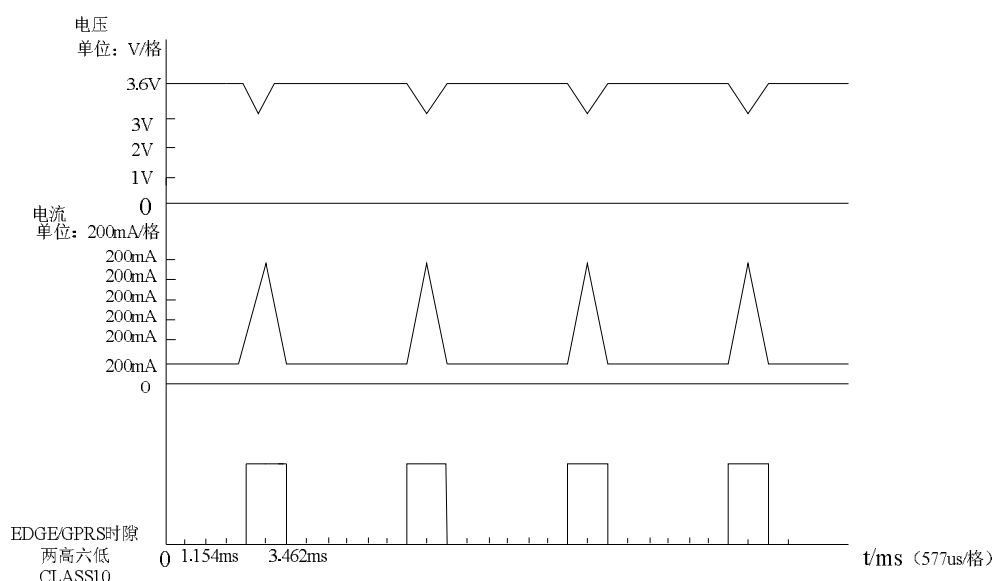 电压
单位：V/格
3.6V
3V
2V
1V
0
电流
单位：200mA/格
200mA
200mA
200mA
200mA
200mA
200mA
0
EDGE/GPRS时隙
两高六低
CLASS10
0 1.154ms 3.462ms t/ms（577us/格）